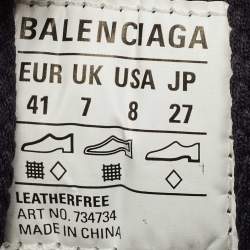 BALENCIAGA
EUR UK USA JP
41 7 8 27
LEATHERFREE
ART NO. 734734
MADE IN CHINA